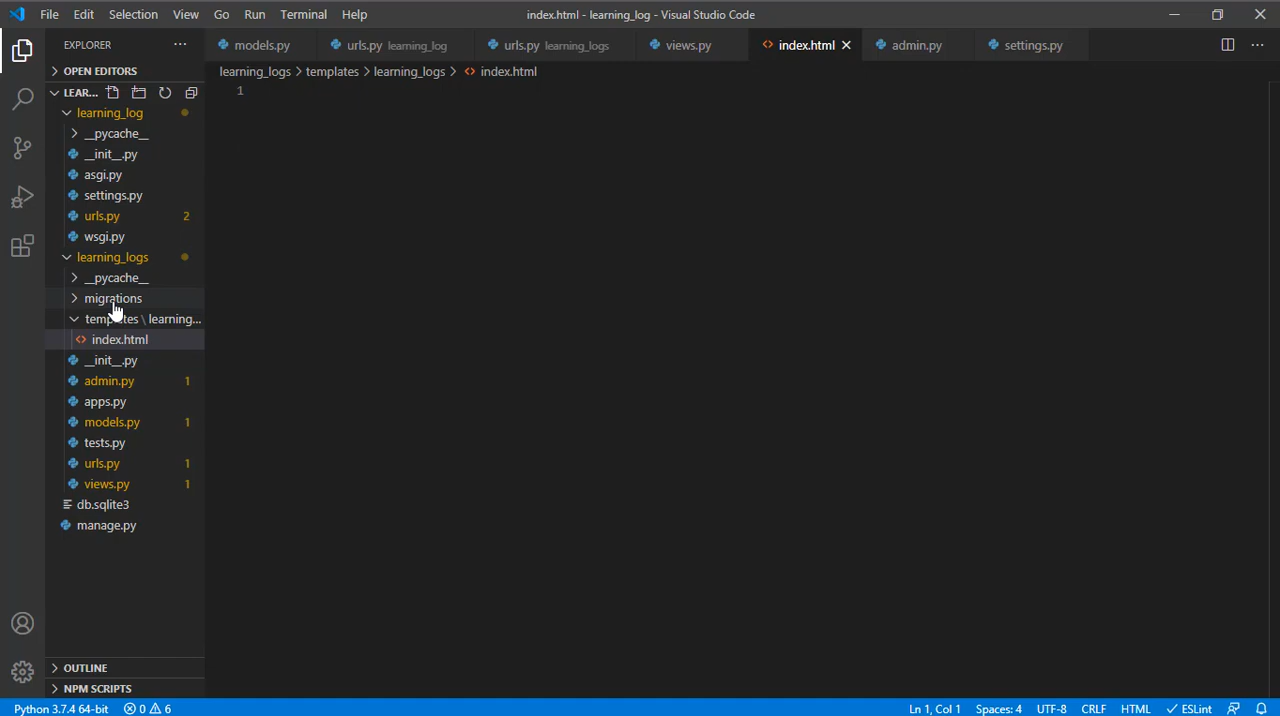 File Edit Selection View Go Run Terminal Help
index.html - learning_log - Visual Studio Code
EXPLORER
models.py
urls.py learning_log
urls.py learning_logs
views.py
index.html
admin.py
settings.py
OPEN EDITORS
learning_logs > templates > learning_logs > index.html
LEAR...
1
learning_log
__pycache__
__init__.py
asgi.py
settings.py
urls.py 2
wsgi.py
learning_logs
__pycache__
migrations
templates \ learning...
index.html
__init__.py
admin.py 1
apps.py
models.py 1
tests.py
urls.py 1
views.py 1
db.sqlite3
manage.py
OUTLINE
NPM SCRIPTS
Python 3.7.4 64-bit 0 6 Ln 1, Col 1 Spaces: 4 UTF-8 CRLF HTML ESLint